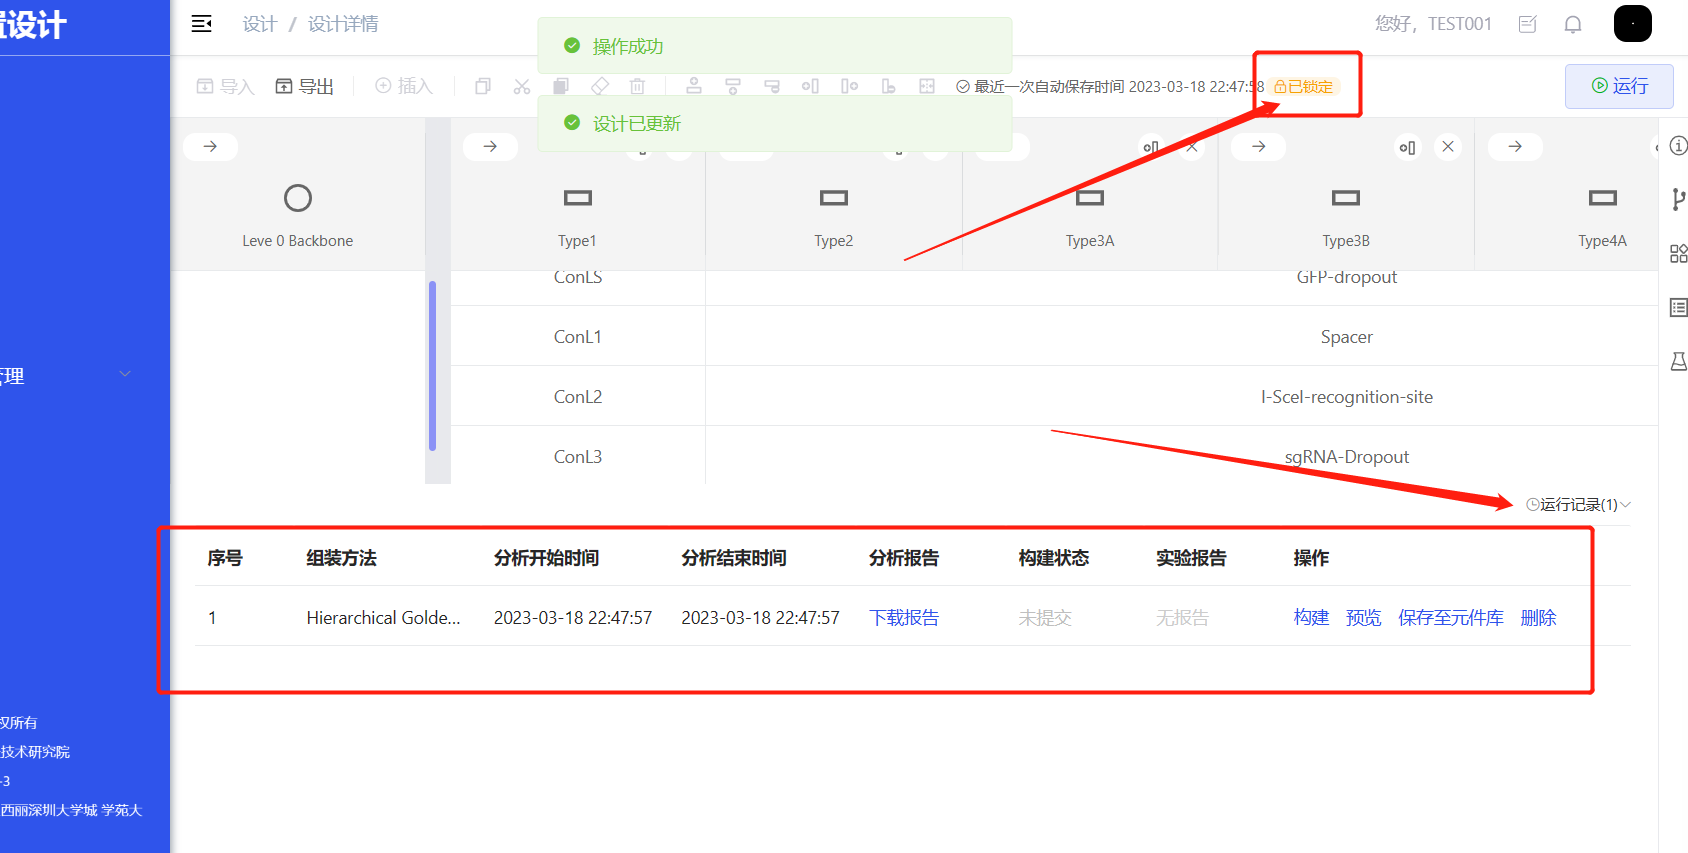 置设计
设计 / 设计详情
操作成功
您好，TEST001
导入 导出 插入
最近一次自动保存时间 2023-03-18 22:47:58 已锁定
运行
设计已更新
Leve 0 Backbone Type1 Type2 Type3A Type3B Type4A
ConLS GFP-dropout
ConL1 Spacer
管理
ConL2 I-SceI-recognition-site
ConL3 sgRNA-Dropout
运行记录(1)
序号 组装方法 分析开始时间 分析结束时间 分析报告 构建状态 实验报告 操作
1 Hierarchical Golde... 2023-03-18 22:47:57 2023-03-18 22:47:57 下载报告 未提交 无报告 构建 预览 保存至元件库 删除
权所有
技术研究院
-3
西丽深圳大学城 学苑大